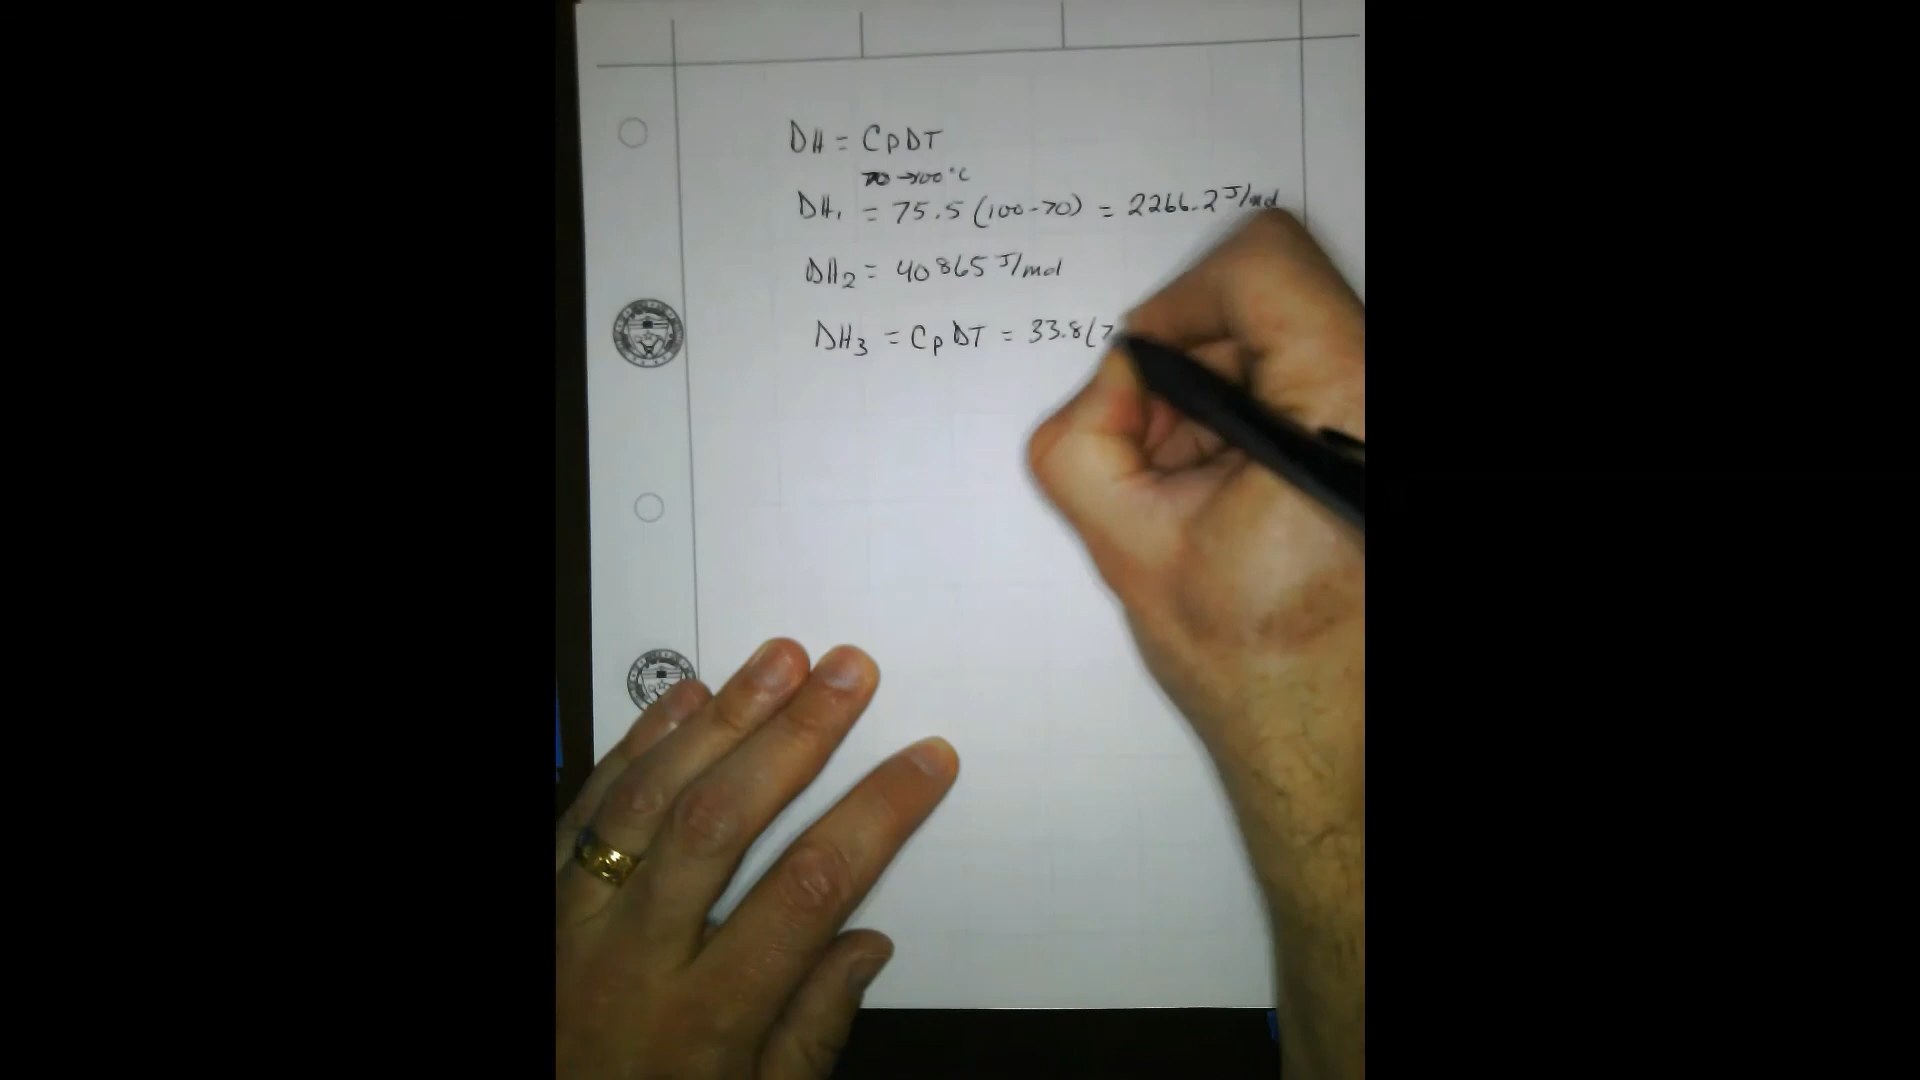 ΔH = CpΔT
70→100°C
ΔH₁ = 75.5 (100-70) = 2266.2 J/mol
ΔH₂ = 40865 J/mol
ΔH₃ = CpΔT = 33.8(7